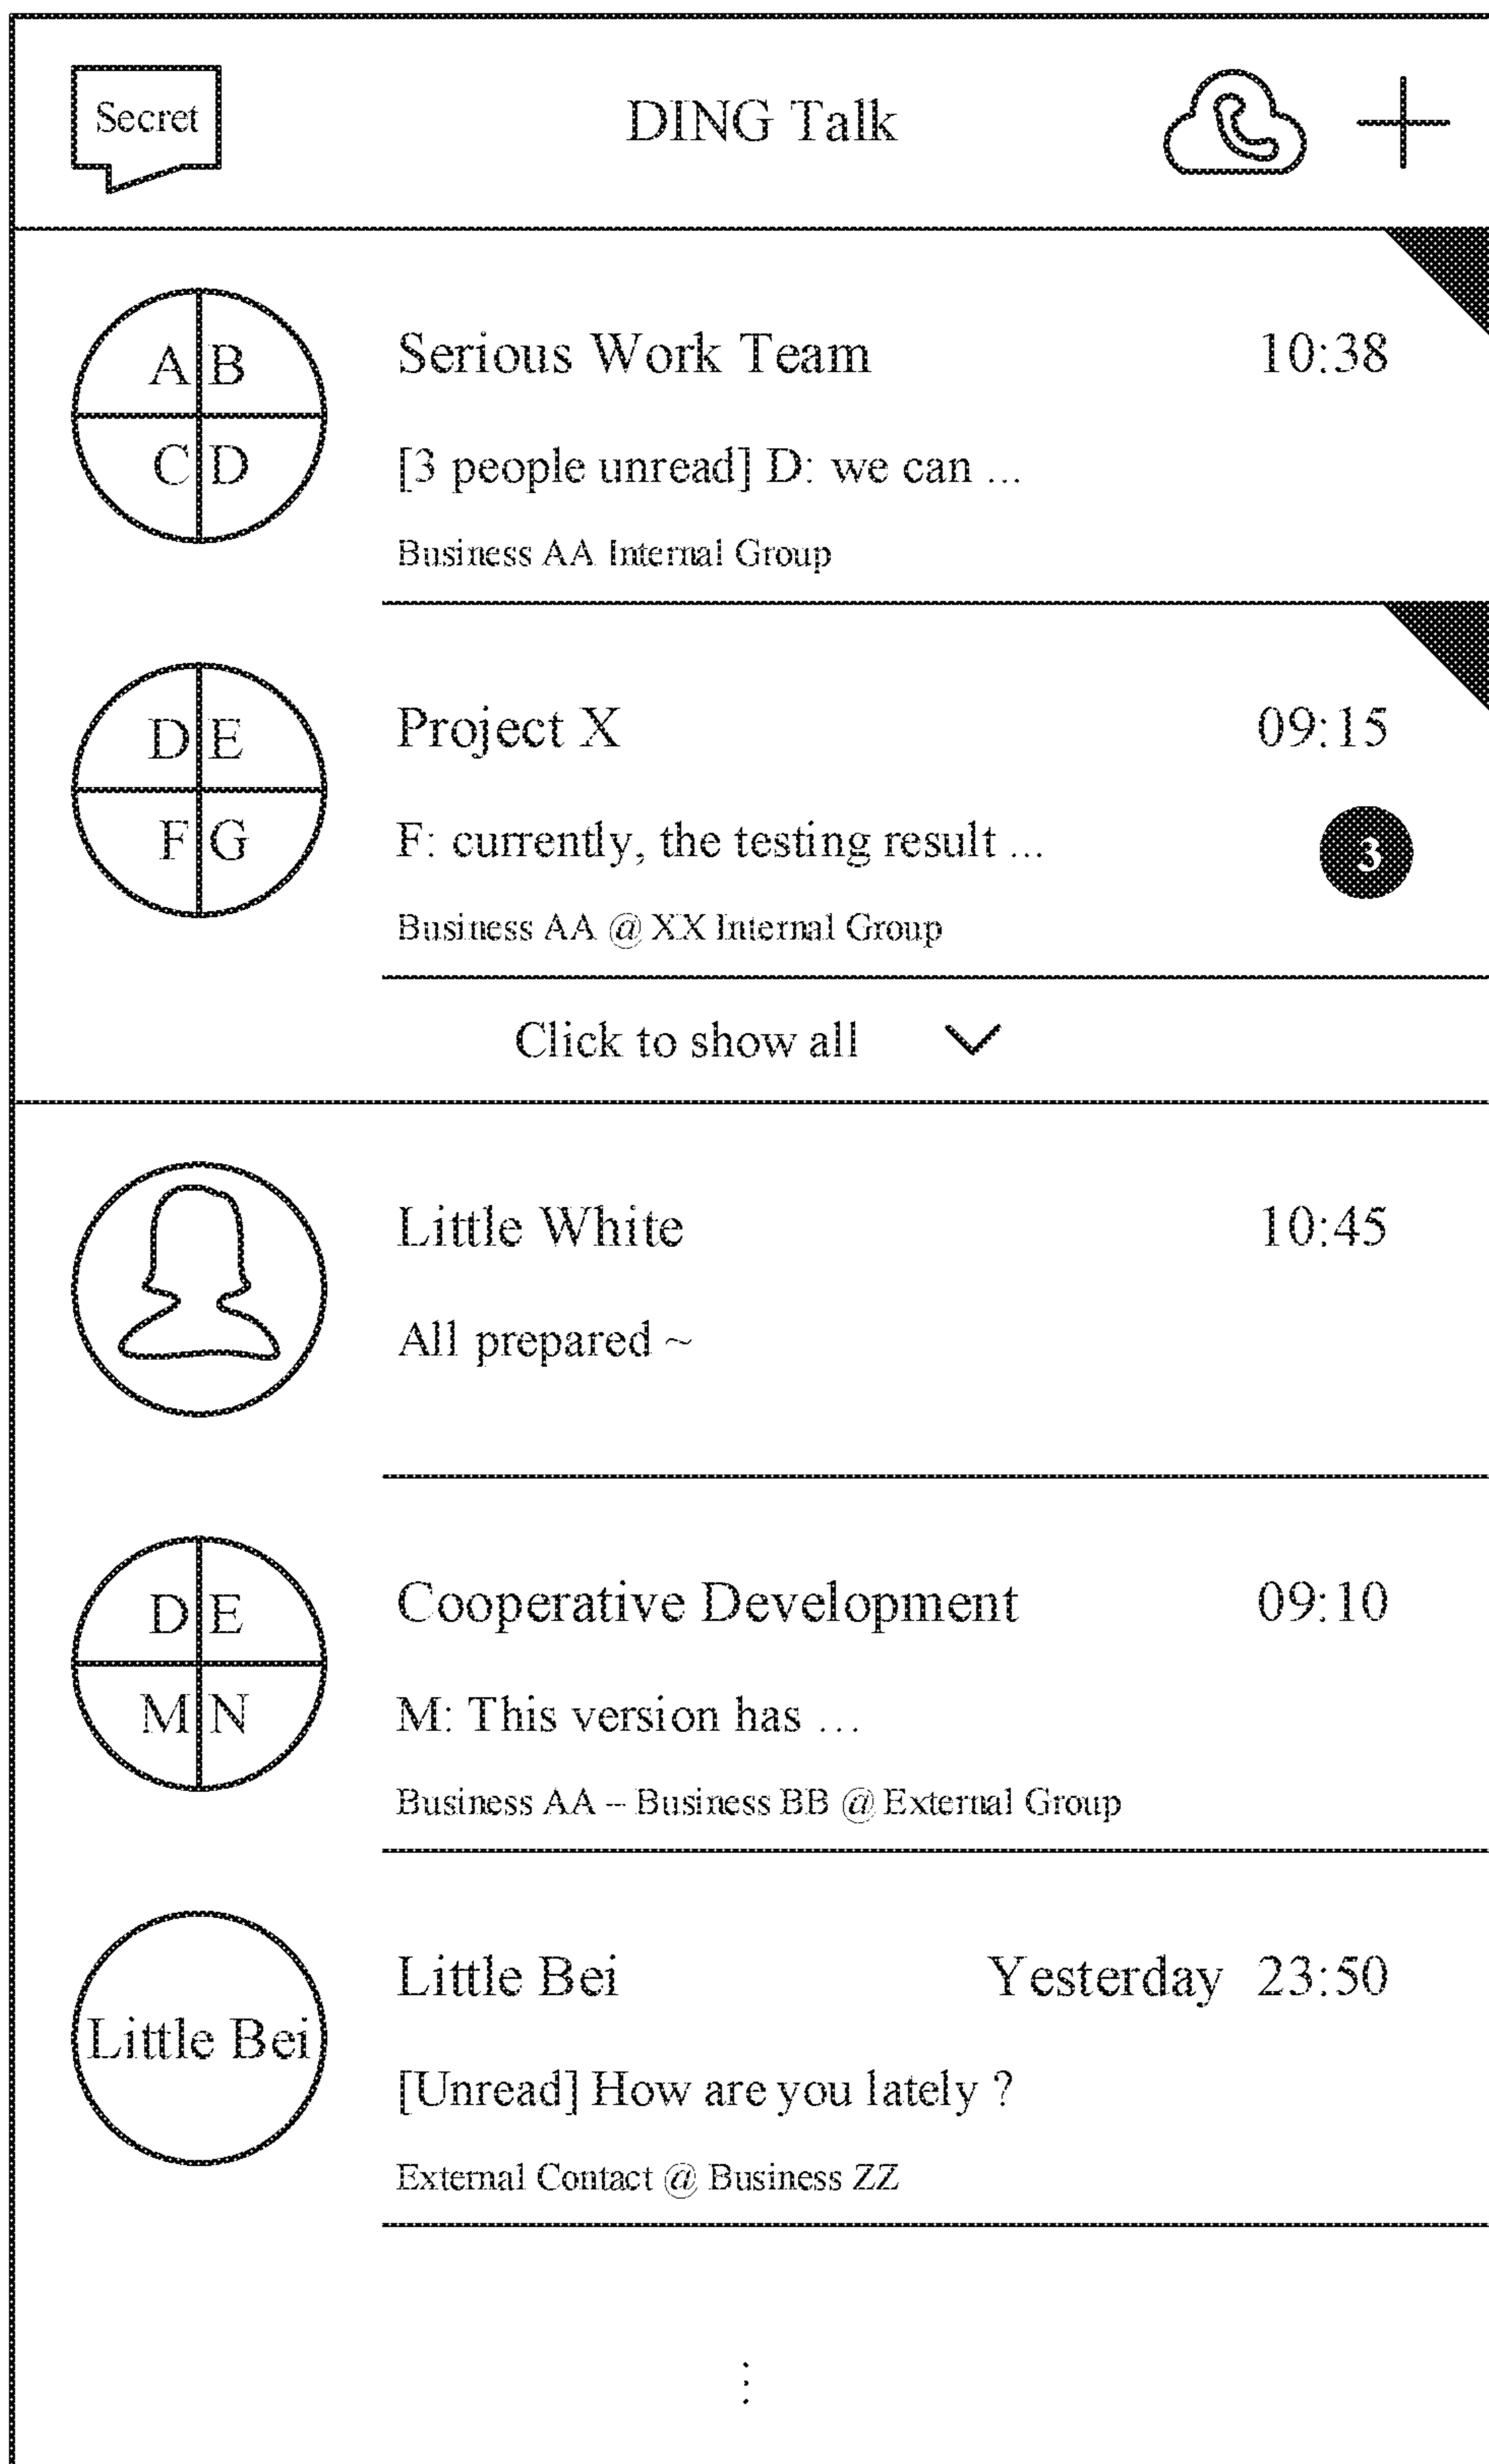 Secret
DING Talk
A B
C D
Serious Work Team 10:38
[3 people unread] D: we can ...
Business AA Internal Group
D E
F G
Project X 09:15
F: currently, the testing result ...
3
Business AA @ XX Internal Group
Click to show all
Little White 10:45
All prepared ~
D E
M N
Cooperative Development 09:10
M: This version has ...
Business AA – Business BB @ External Group
Little Bei
Little Bei Yesterday 23:50
[Unread] How are you lately ?
External Contact @ Business ZZ
⋮